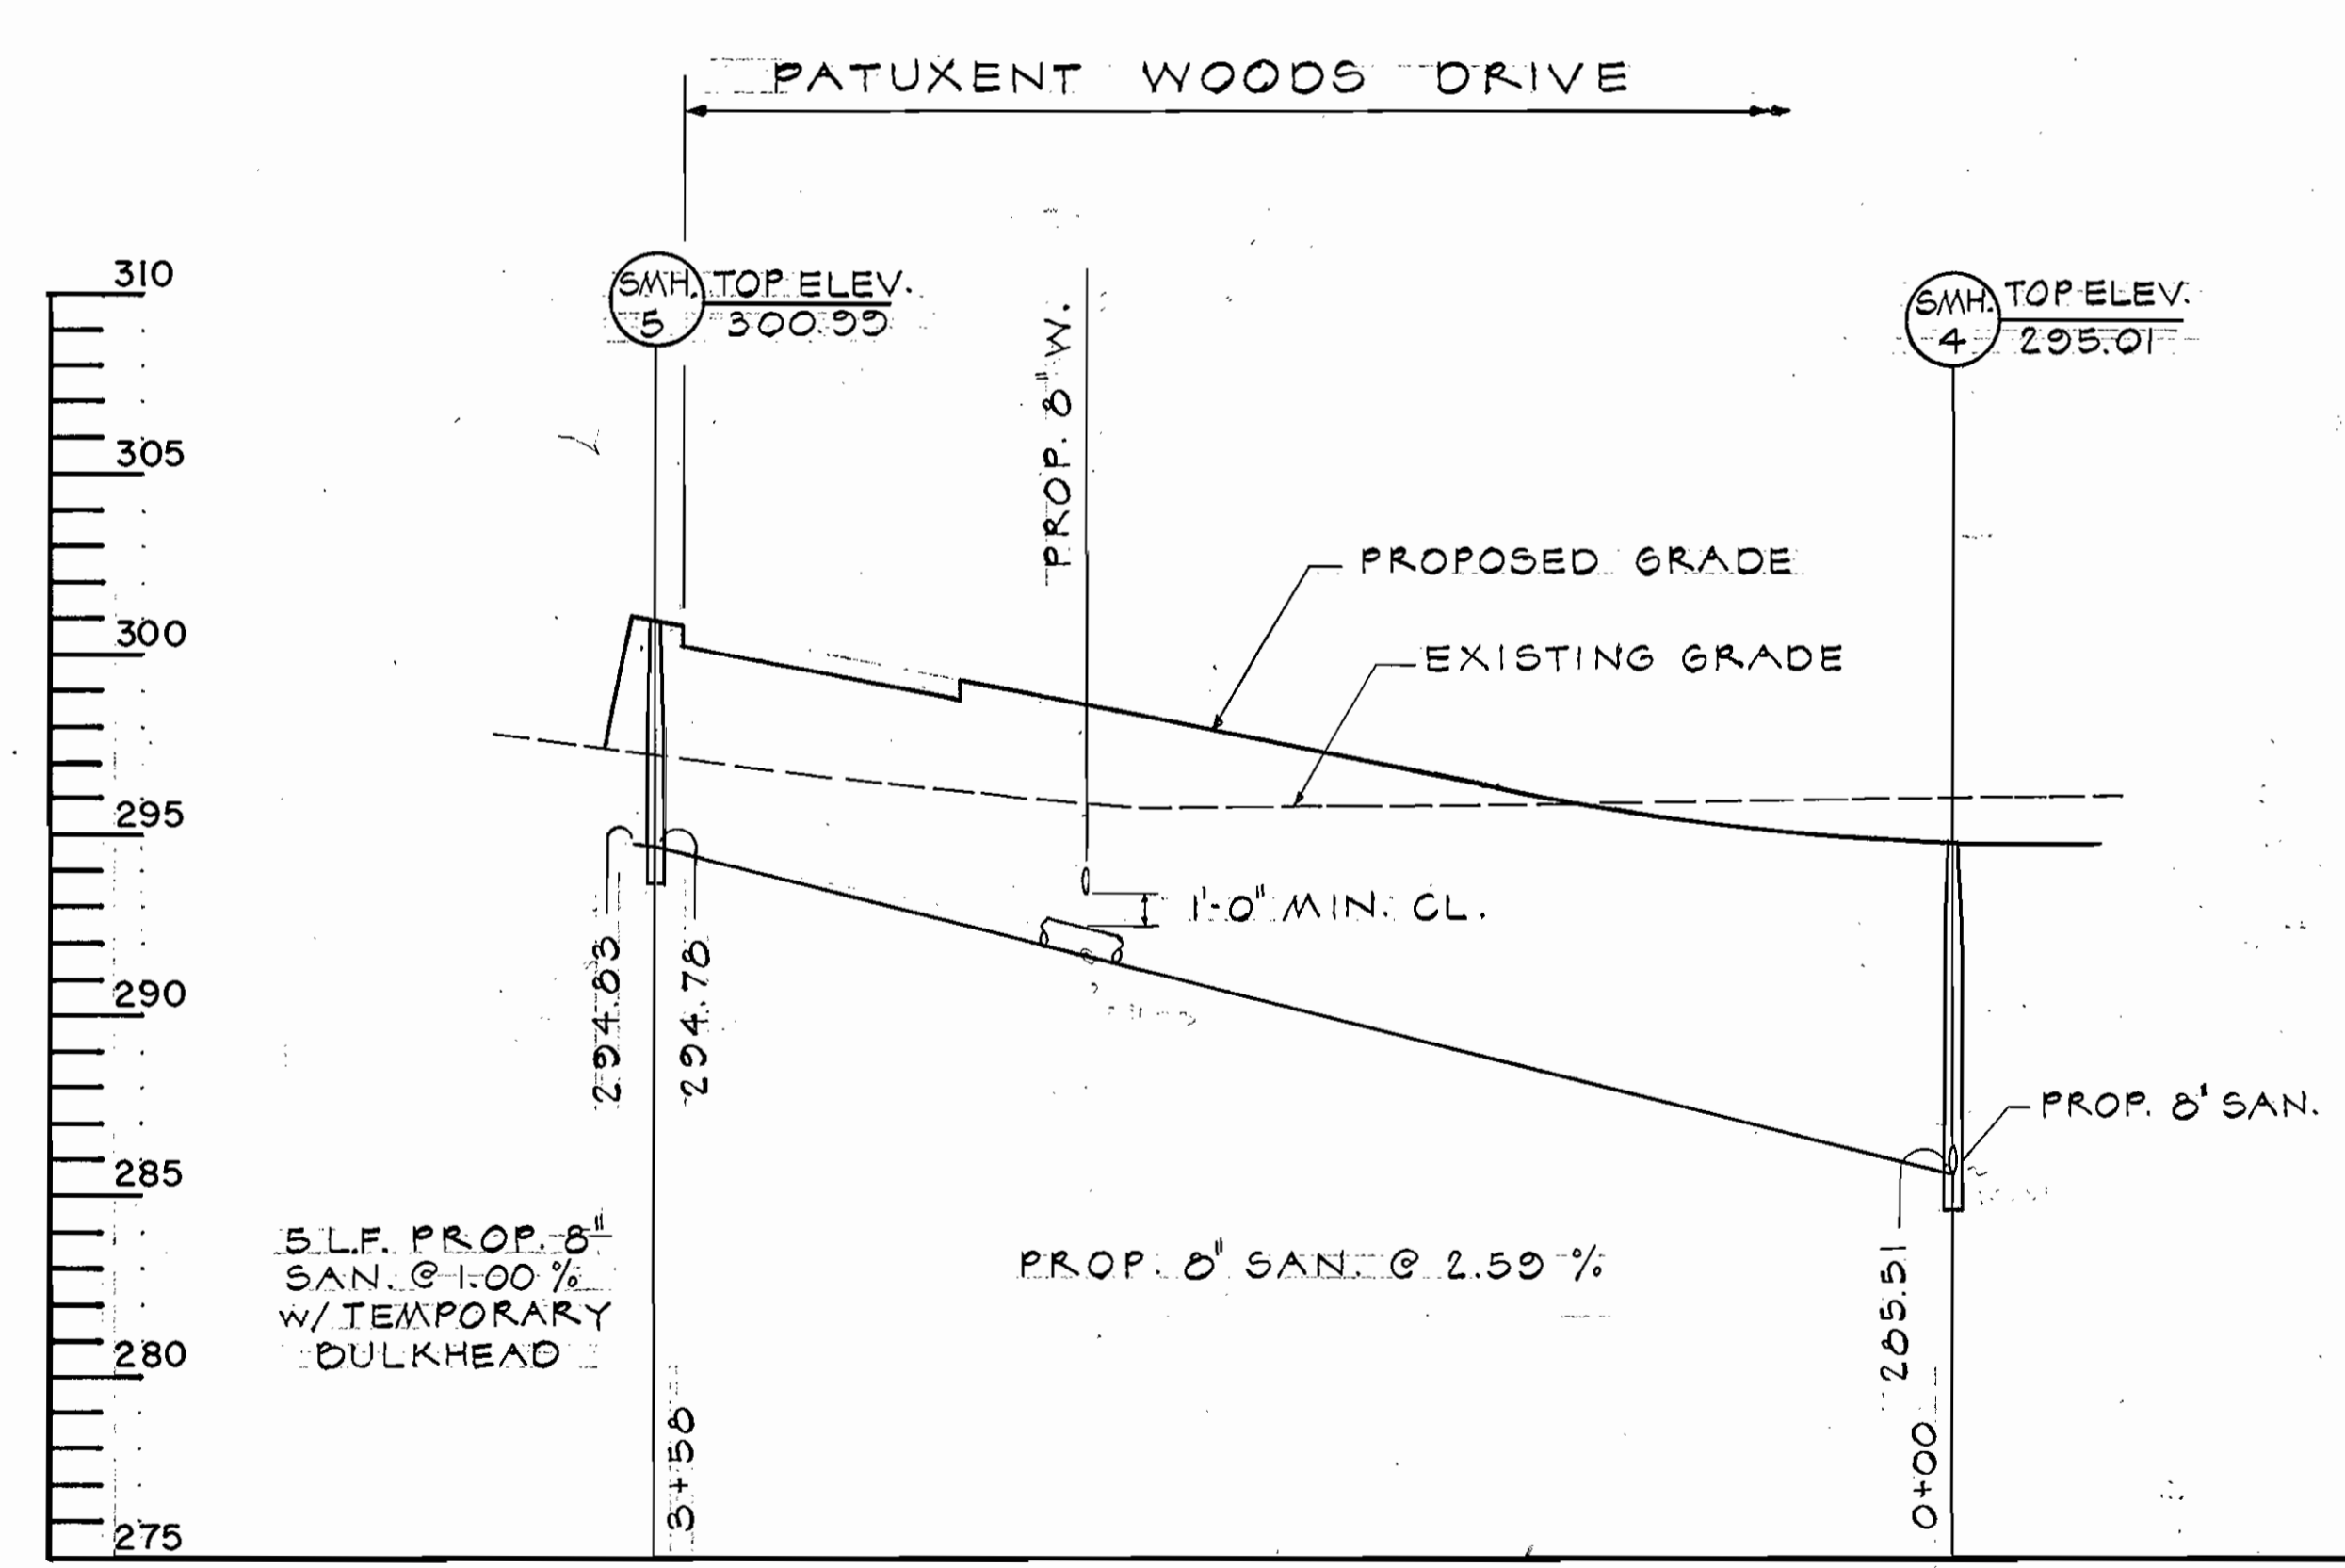 PATUXENT WOODS DRIVE
SMH. 5
TOP ELEV.
300.99
SMH. 4
TOP ELEV.
295.01
310
305
300
295
290
285
280
275
PROP. 8" W.
PROPOSED GRADE
EXISTING GRADE
1'-0" MIN. CL.
294.83
294.78
PROP. 8' SAN.
5 L.F. PROP. 8"
SAN. @ 1.00 %
W/ TEMPORARY
BULKHEAD
PROP. 8" SAN. @ 2.59 %
285.51
3+58
0+00